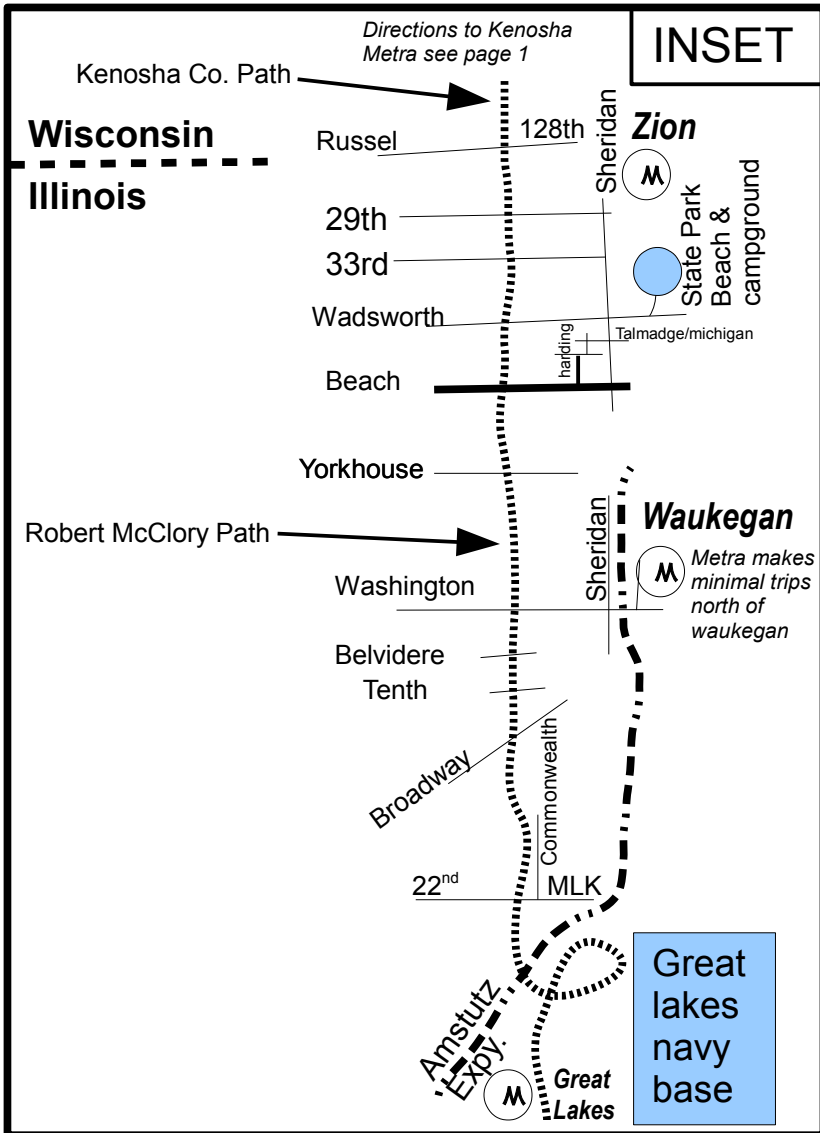 Directions to Kenosha
Metra see page 1
INSET
Kenosha Co. Path
Wisconsin
Illinois
Russel
128th
Sheridan
Zion
M
29th
33rd
State Park
Beach &
campground
Wadsworth
Talmadge/michigan
harding
Beach
Yorkhouse
Robert McClory Path
Sheridan
Waukegan
M
Metra makes
minimal trips
north of
waukegan
Washington
Belvidere
Tenth
Broadway
Commonwealth
22nd
MLK
Great
lakes
navy
base
Amstutz
Expy.
M
Great
Lakes